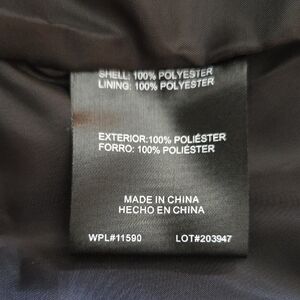 SHELL: 100% POLYESTER
LINING: 100% POLYESTER
EXTERIOR:100% POLIÉSTER
FORRO: 100% POLIÉSTER
MADE IN CHINA
HECHO EN CHINA
WPL#11590 LOT#203947